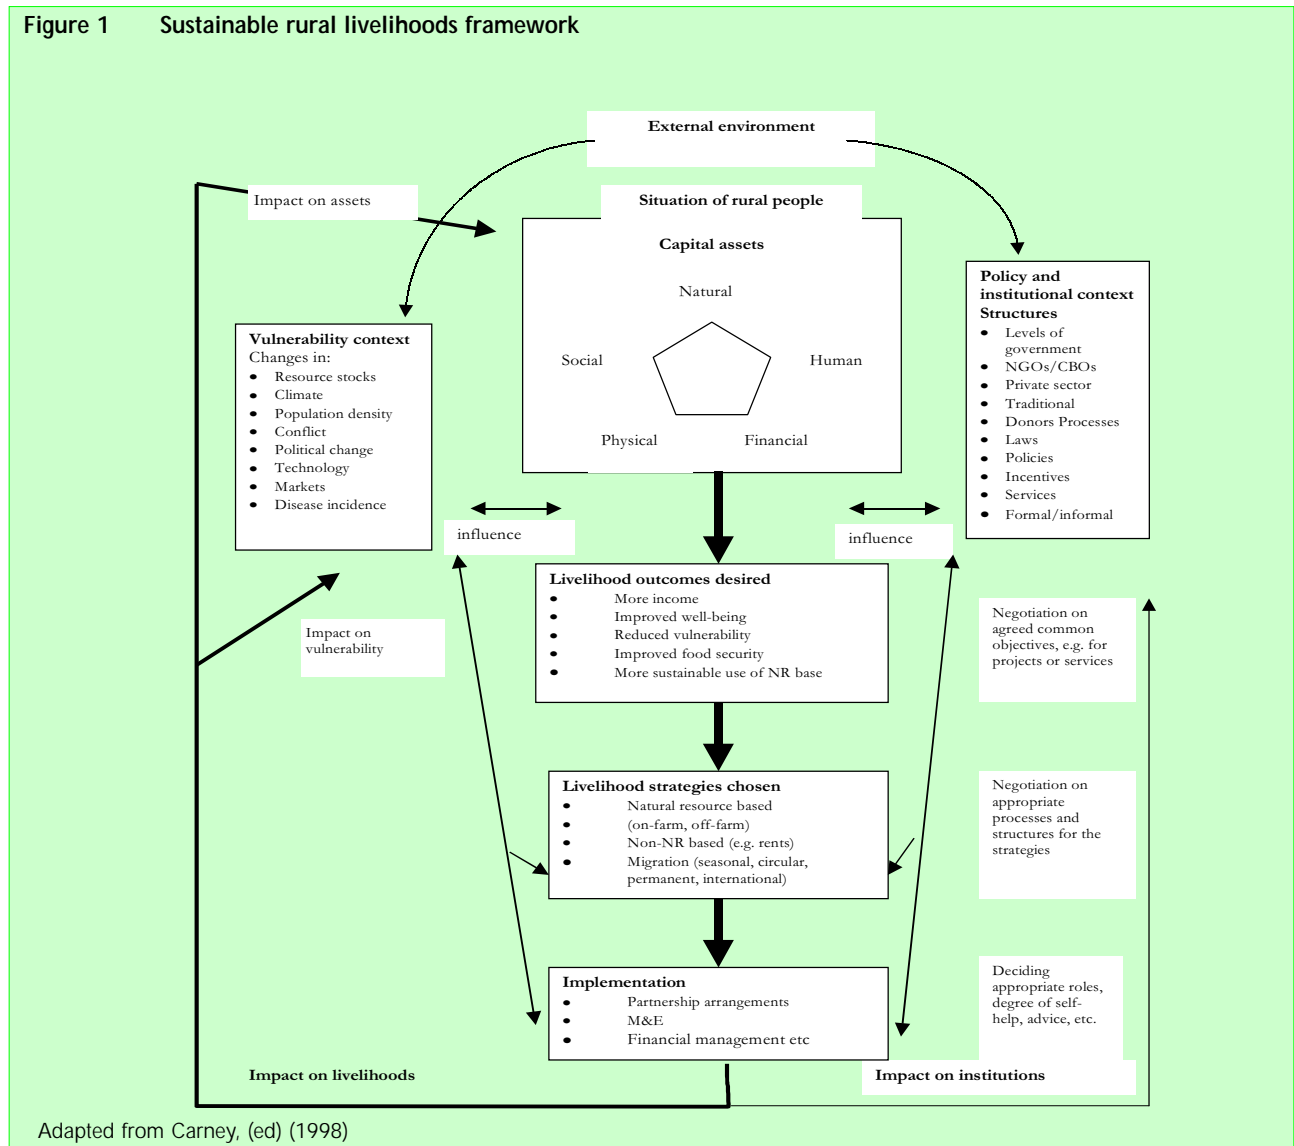 Figure 1 Sustainable rural livelihoods framework
External environment
Impact on assets
Situation of rural people
Capital assets
Natural
Social
Human
Physical
Financial
Vulnerability context
Changes in:
• Resource stocks
• Climate
• Population density
• Conflict
• Political change
• Technology
• Markets
• Disease incidence
Policy and
institutional context
Structures
• Levels of
government
• NGOs/CBOs
• Private sector
• Traditional
• Donors Processes
• Laws
• Policies
• Incentives
• Services
• Formal/informal
influence
influence
Impact on
vulnerability
Livelihood outcomes desired
• More income
• Improved well-being
• Reduced vulnerability
• Improved food security
• More sustainable use of NR base
Negotiation on
agreed common
objectives, e.g. for
projects or services
Livelihood strategies chosen
• Natural resource based
• (on-farm, off-farm)
• Non-NR based (e.g. rents)
• Migration (seasonal, circular,
permanent, international)
Negotiation on
appropriate
processes and
structures for the
strategies
Implementation
• Partnership arrangements
• M&E
• Financial management etc
Deciding
appropriate roles,
degree of self-
help, advice, etc.
Impact on livelihoods
Impact on institutions
Adapted from Carney, (ed) (1998)